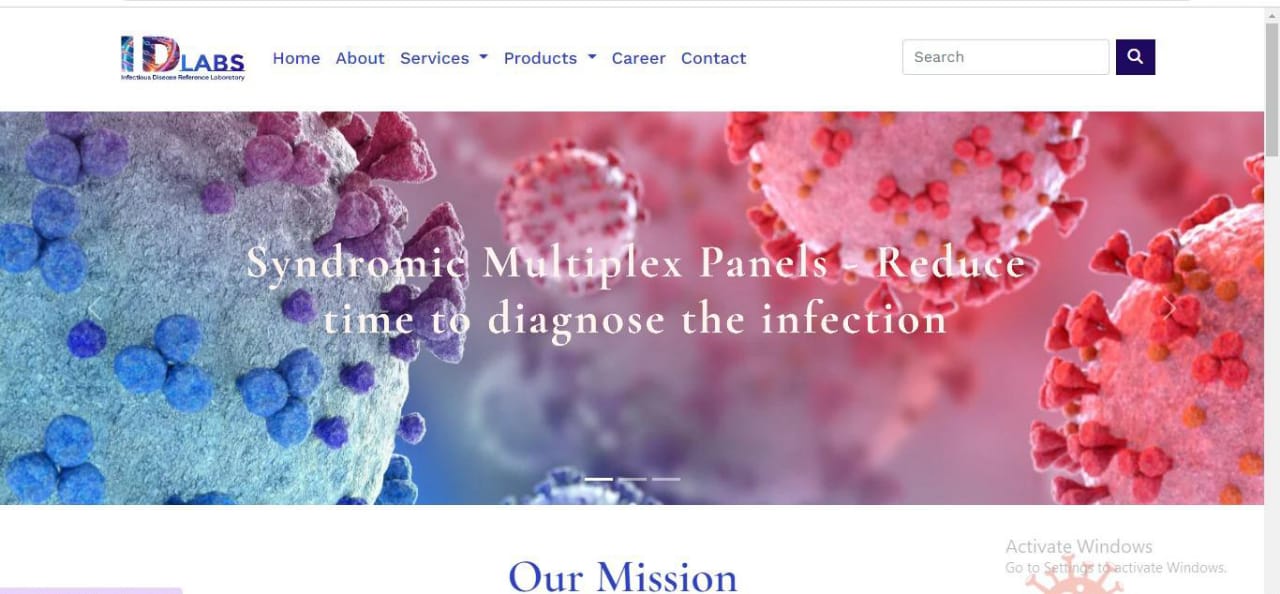 IDLABS
Infectious Disease Reference Laboratory
Home About Services Products Career Contact
Search
Syndromic Multiplex Panels - Reduce
time to diagnose the infection
Our Mission
Activate Windows
Go to Settings to activate Windows.